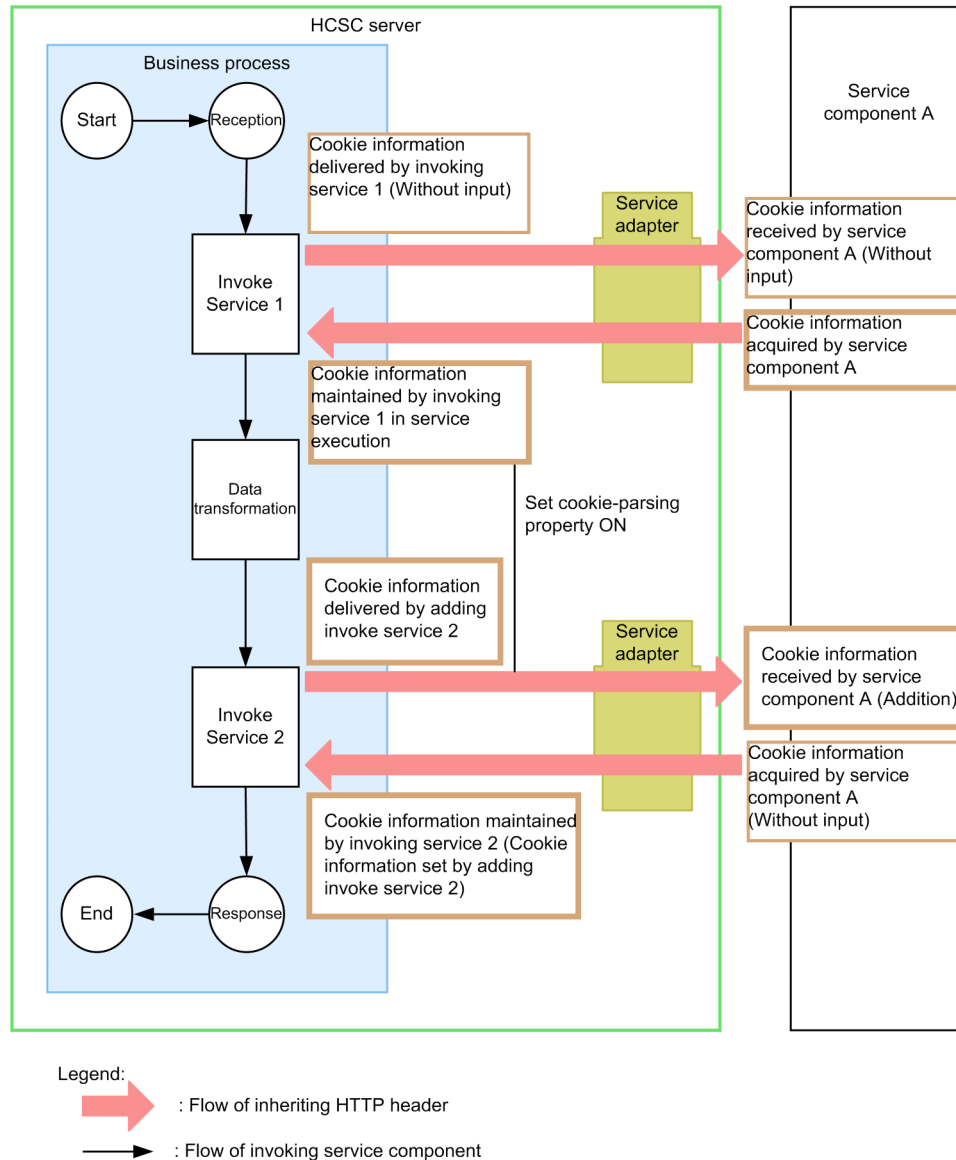 HCSC server
Business process
Start
Reception
Service
component A
Cookie information
delivered by invoking
service 1 (Without input)
Service
adapter
Cookie information
received by service
component A (Without
input)
Invoke
Service 1
Cookie information
acquired by service
component A
Cookie information
maintained by invoking
service 1 in service
execution
Data
transformation
Set cookie-parsing
property ON
Cookie information
delivered by adding
invoke service 2
Service
adapter
Cookie information
received by service
component A (Addition)
Invoke
Service 2
Cookie information
acquired by service
component A
(Without input)
Cookie information maintained
by invoking service 2 (Cookie
information set by adding
invoke service 2)
End
Response
Legend:
: Flow of inheriting HTTP header
: Flow of invoking service component